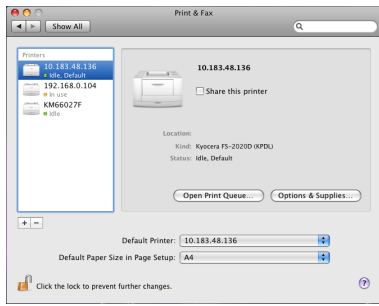 Print & Fax
Show All
Printers
10.183.48.136
Idle, Default
192.168.0.104
In use
KM66027F
Idle
10.183.48.136
Share this printer
Location:
Kind: Kyocera FS-2020D (KPDL)
Status: Idle, Default
Open Print Queue...
Options & Supplies...
+ −
Default Printer: 10.183.48.136
Default Paper Size in Page Setup: A4
Click the lock to prevent further changes.
?